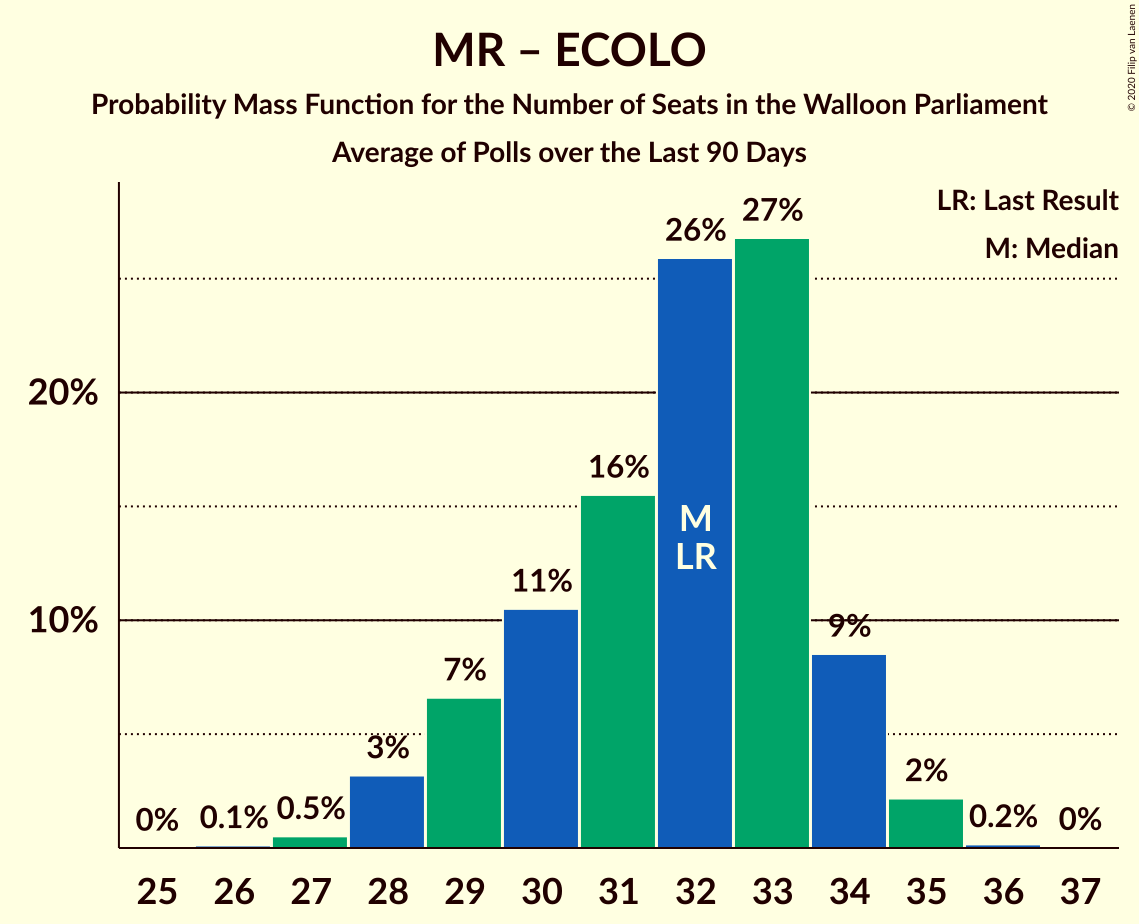 MR – ECOLO
Probability Mass Function for the Number of Seats in the Walloon Parliament
Average of Polls over the Last 90 Days
© 2020 Filip van Laenen
LR: Last Result
M: Median
20%
10%
0%
0.1%
0.5%
3%
7%
11%
16%
26%
27%
9%
2%
0.2%
0%
M
LR
25 26 27 28 29 30 31 32 33 34 35 36 37